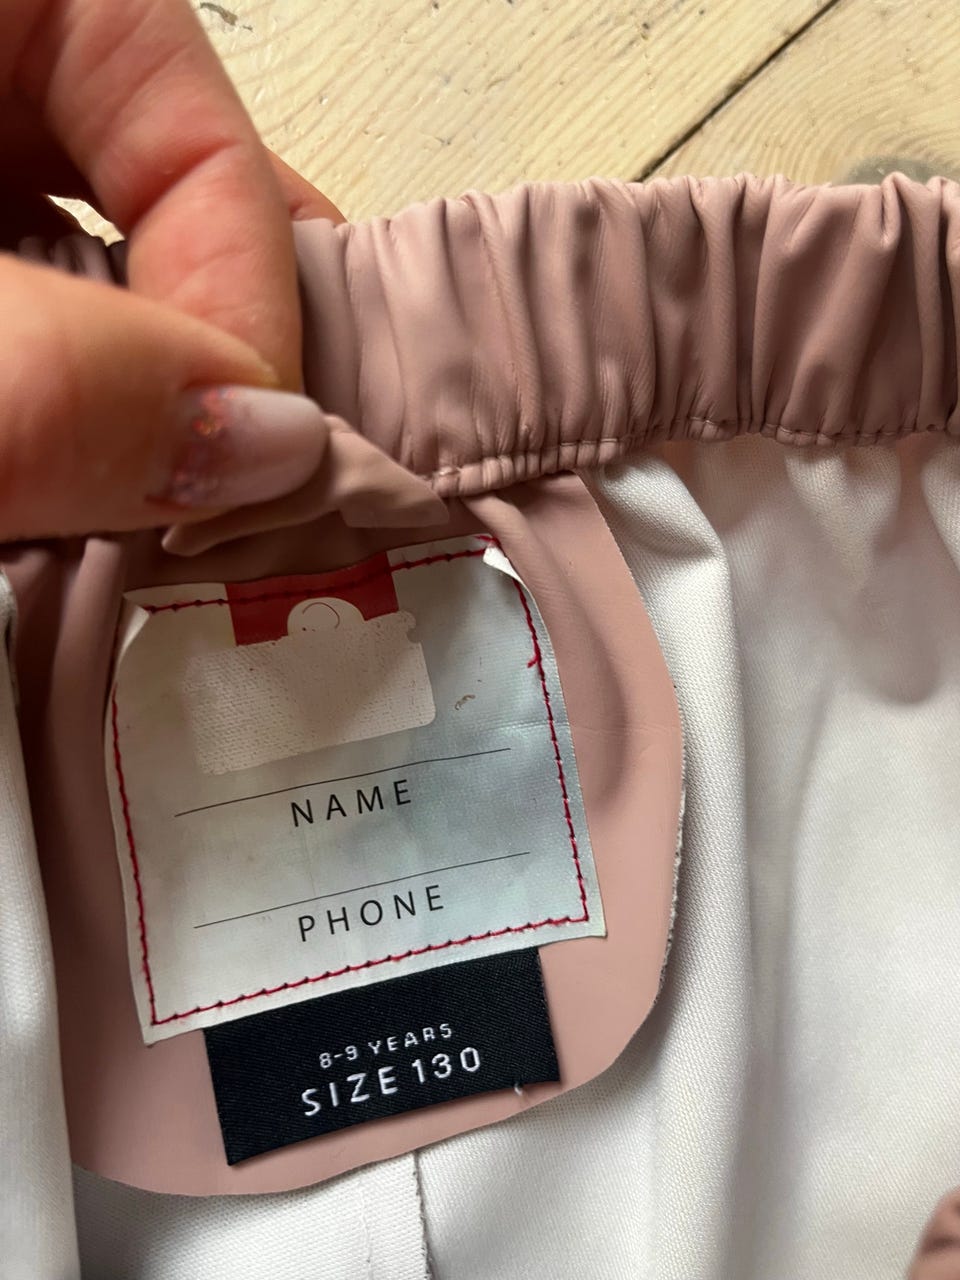 NAME
PHONE
8-9 YEARS
SIZE 130